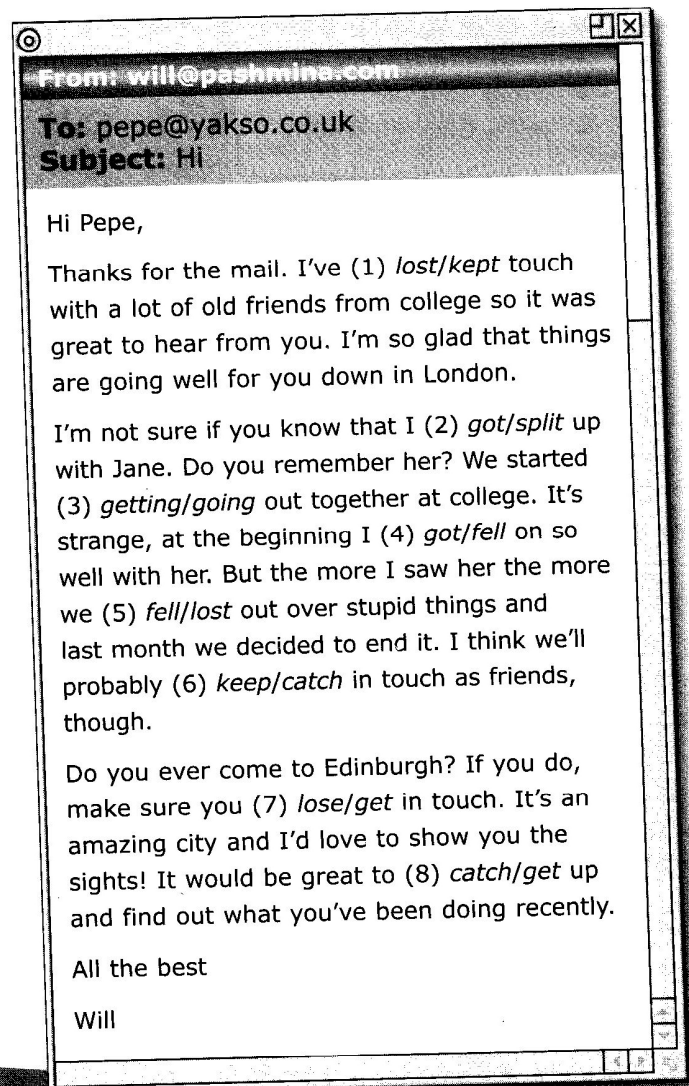 From: will@pashmina.com
To: pepe@yakso.co.uk
Subject: Hi
Hi Pepe,
Thanks for the mail. I've (1) lost/kept touch
with a lot of old friends from college so it was
great to hear from you. I'm so glad that things
are going well for you down in London.
I'm not sure if you know that I (2) got/split up
with Jane. Do you remember her? We started
(3) getting/going out together at college. It's
strange, at the beginning I (4) got/fell on so
well with her. But the more I saw her the more
we (5) fell/lost out over stupid things and
last month we decided to end it. I think we'll
probably (6) keep/catch in touch as friends,
though.
Do you ever come to Edinburgh? If you do,
make sure you (7) lose/get in touch. It's an
amazing city and I'd love to show you the
sights! It would be great to (8) catch/get up
and find out what you've been doing recently.
All the best
Will